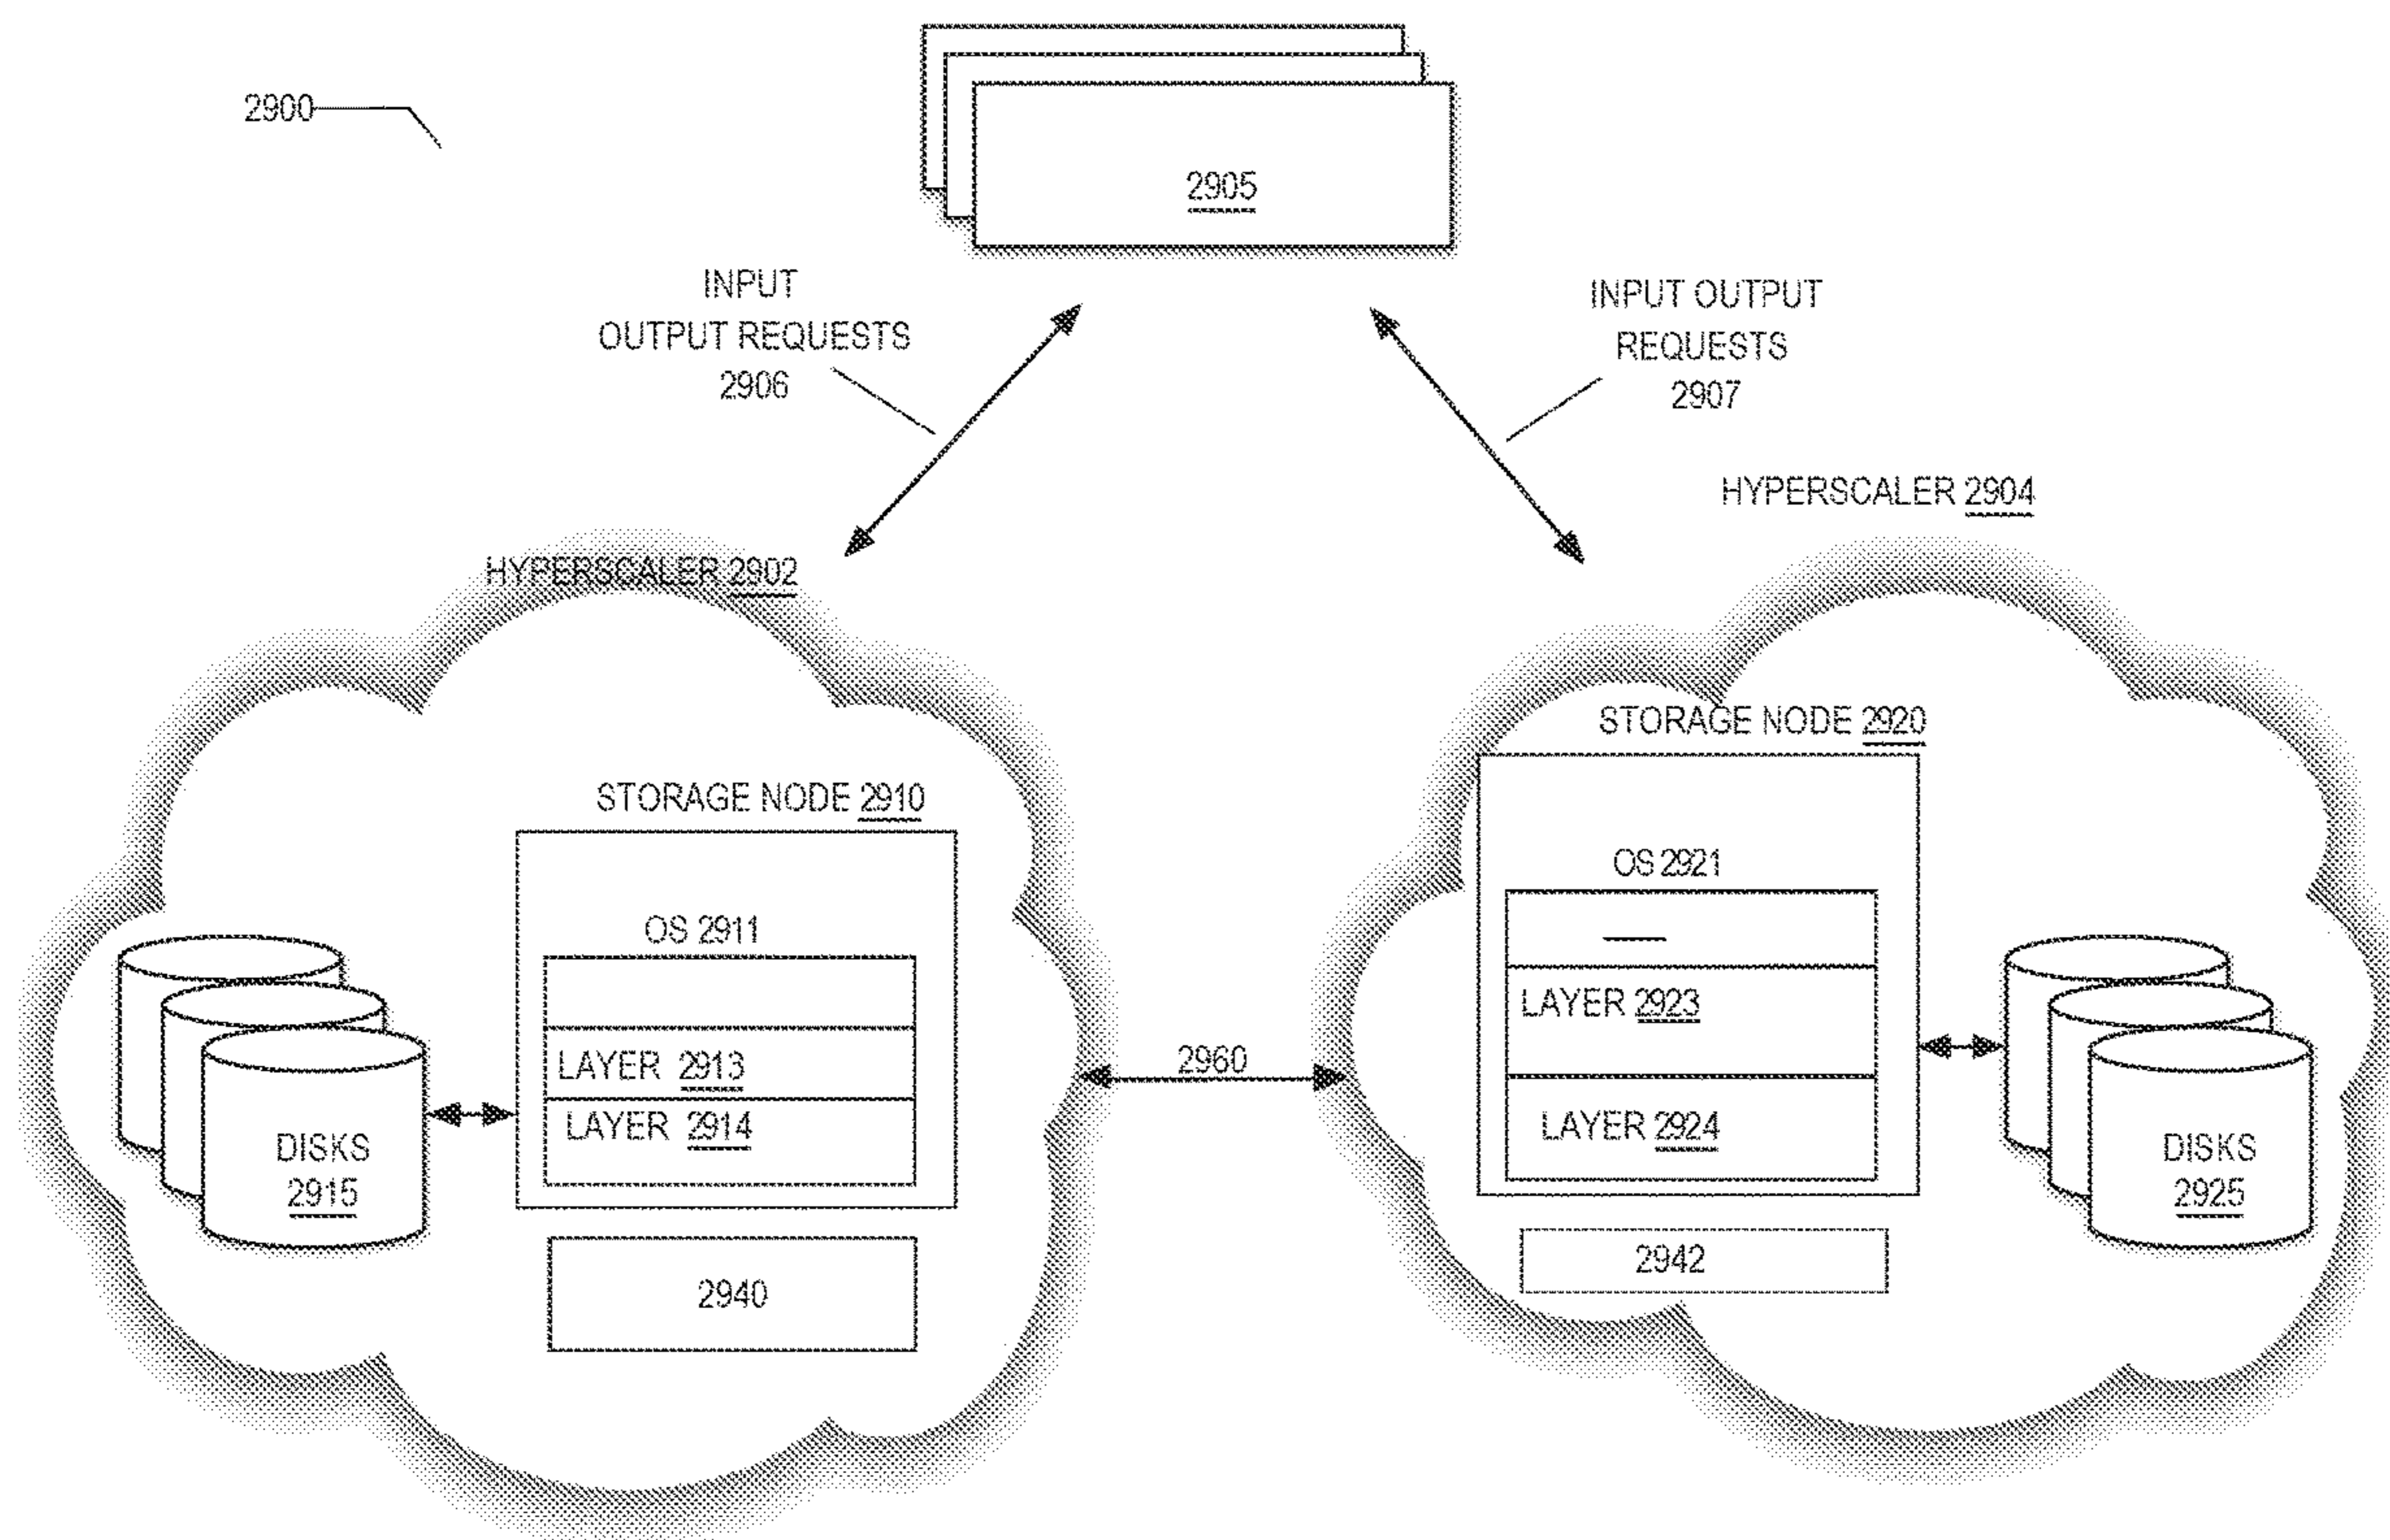 2900
2905
INPUT
OUTPUT REQUESTS
2906
INPUT OUTPUT
REQUESTS
2907
HYPERSCALER 2902
HYPERSCALER 2904
STORAGE NODE 2910
OS 2911
LAYER 2913
LAYER 2914
DISKS
2915
2940
2960
STORAGE NODE 2920
OS 2921
LAYER 2923
LAYER 2924
DISKS
2925
2942